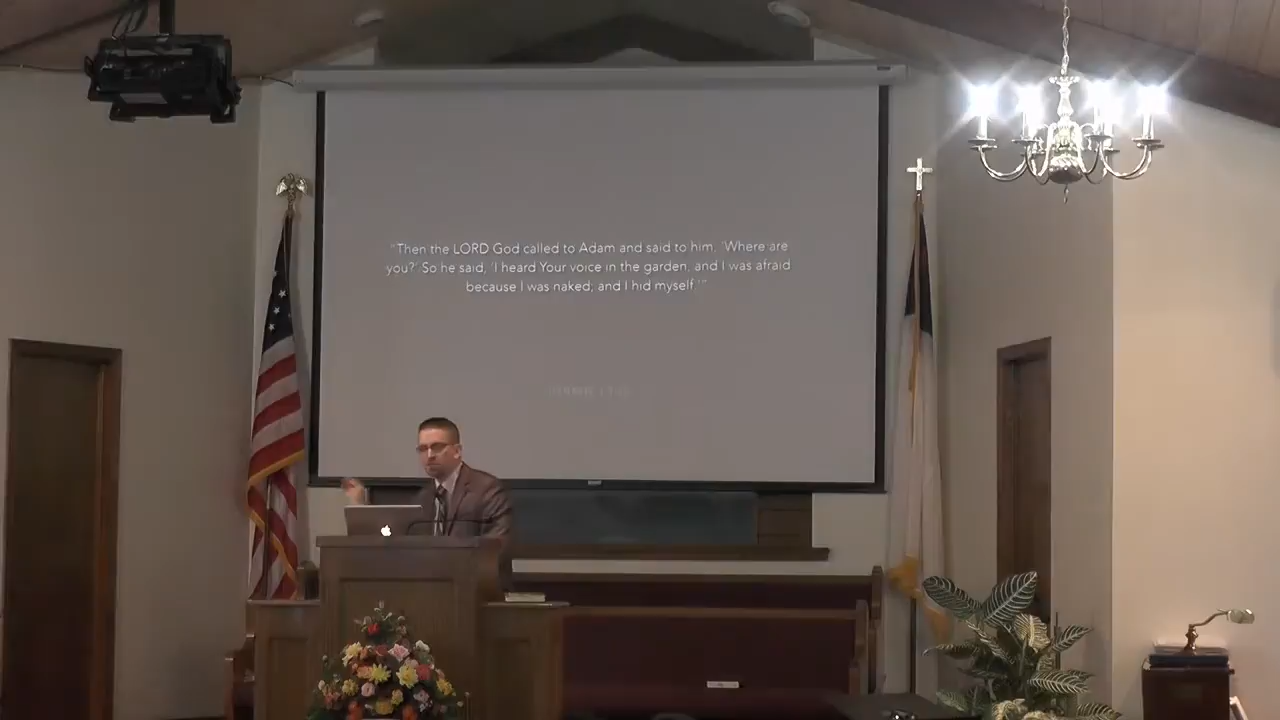 "Then the LORD God called to Adam and said to him, 'Where are
you?' So he said, 'I heard Your voice in the garden, and I was afraid
because I was naked; and I hid myself.'"